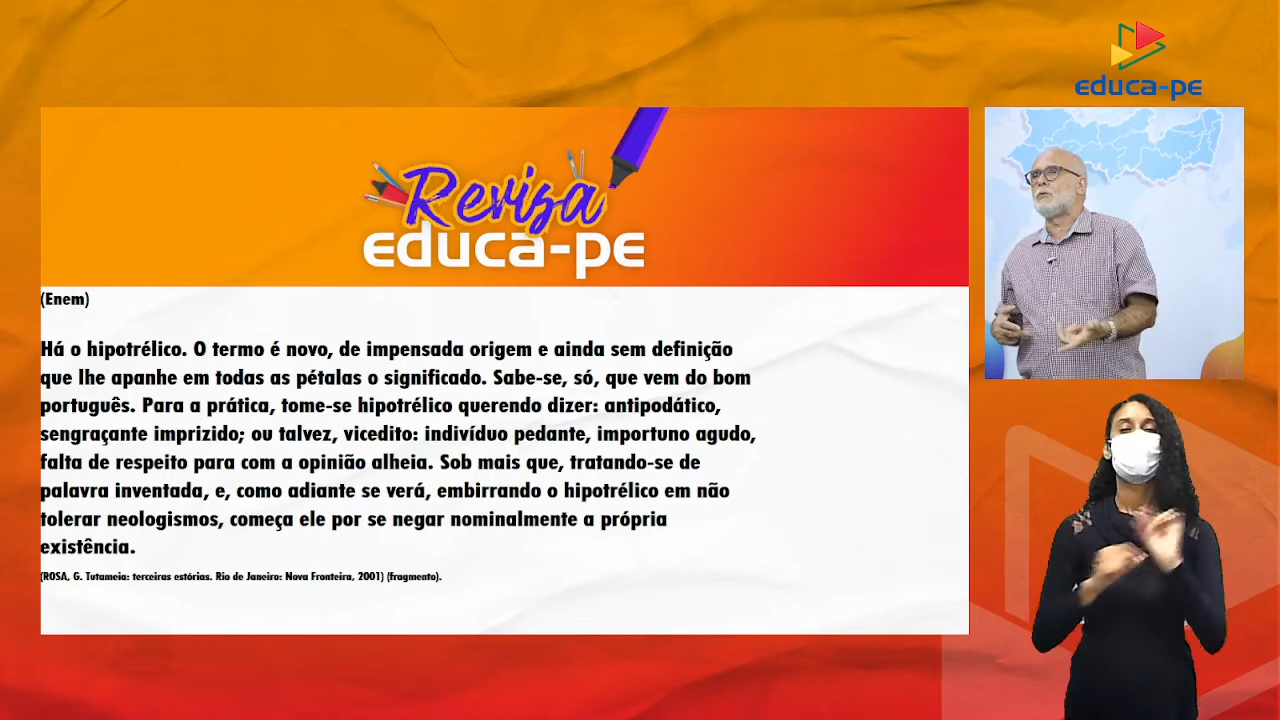 educa-pe
Revisa
educa-pe
(Enem)
Há o hipotrélico. O termo é novo, de impensada origem e ainda sem definição
que lhe apanhe em todas as pétalas o significado. Sabe-se, só, que vem do bom
português. Para a prática, tome-se hipotrélico querendo dizer: antipodático,
sengraçante imprizido; ou talvez, vicedito: indivíduo pedante, importuno agudo,
falta de respeito para com a opinião alheia. Sob mais que, tratando-se de
palavra inventada, e, como adiante se verá, embirrando o hipotrélico em não
tolerar neologismos, começa ele por se negar nominalmente a própria
existência.
(ROSA, G. Tutameia: terceiras estórias. Rio de Janeiro: Nova Fronteira, 2001) (fragmento).